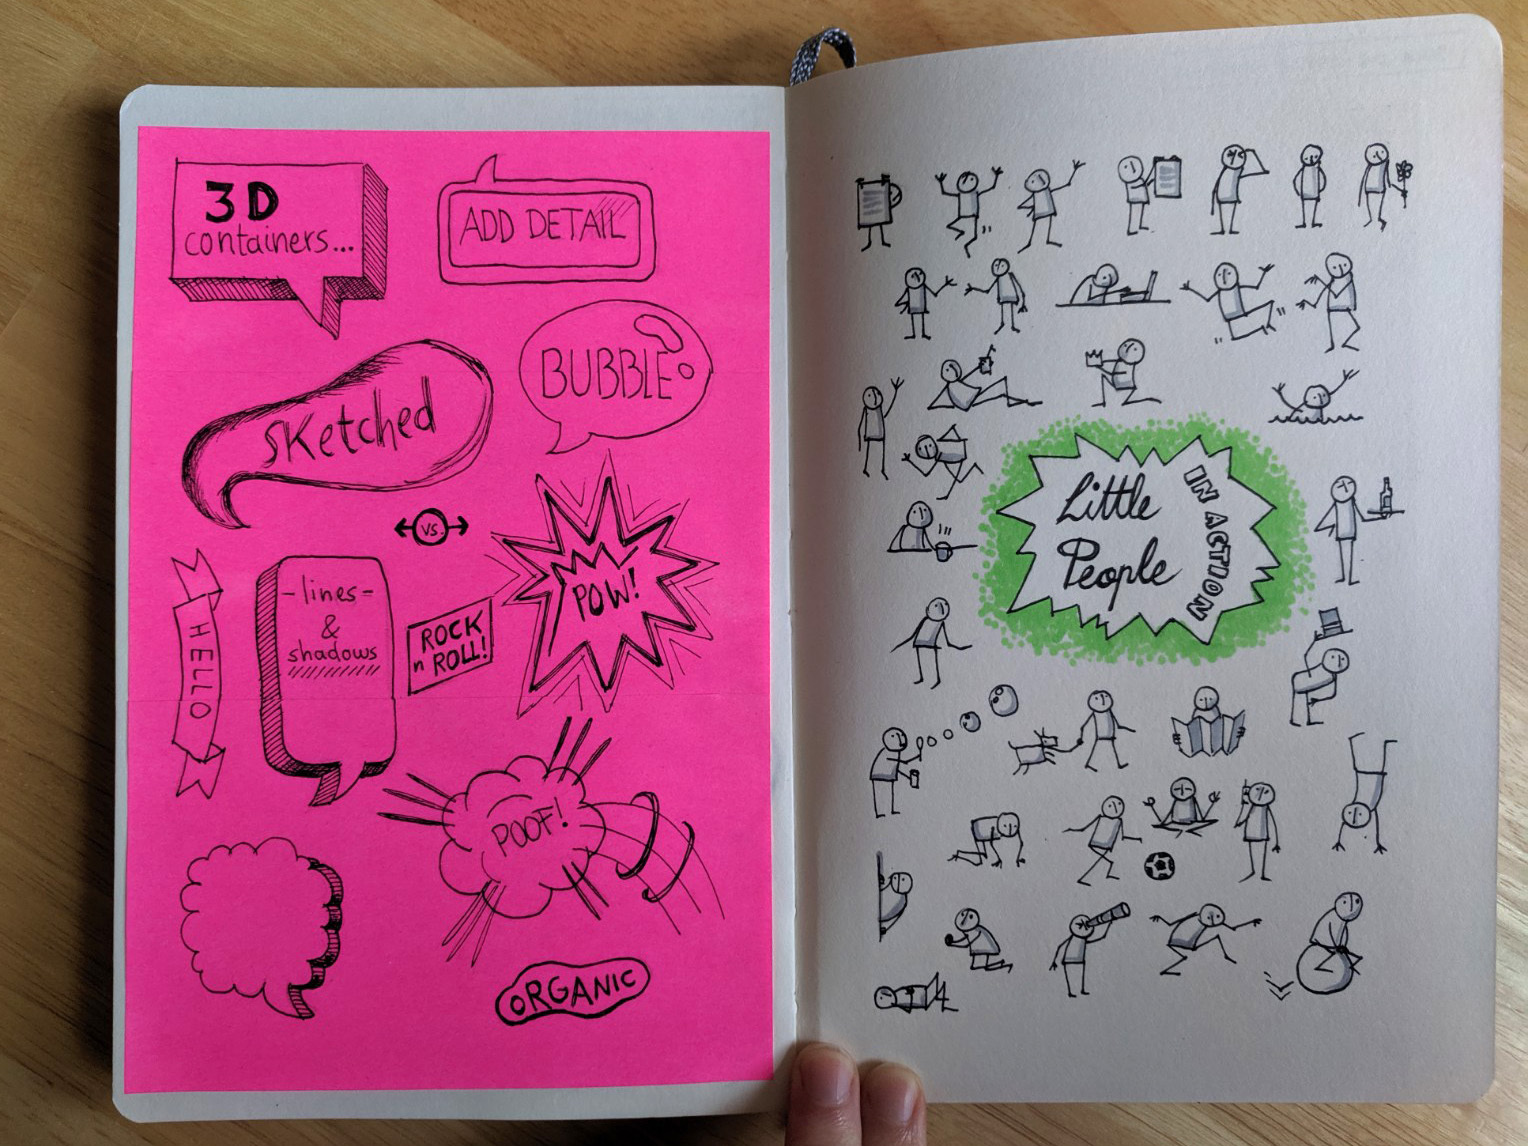 3D
containers...
ADD DETAIL
BUBBLE
SKetched
VS.
POW!
- lines -
&
shadows
ROCK
n ROLL!
HELLO
POOF!
ORGANIC
Little
People
IN ACTION